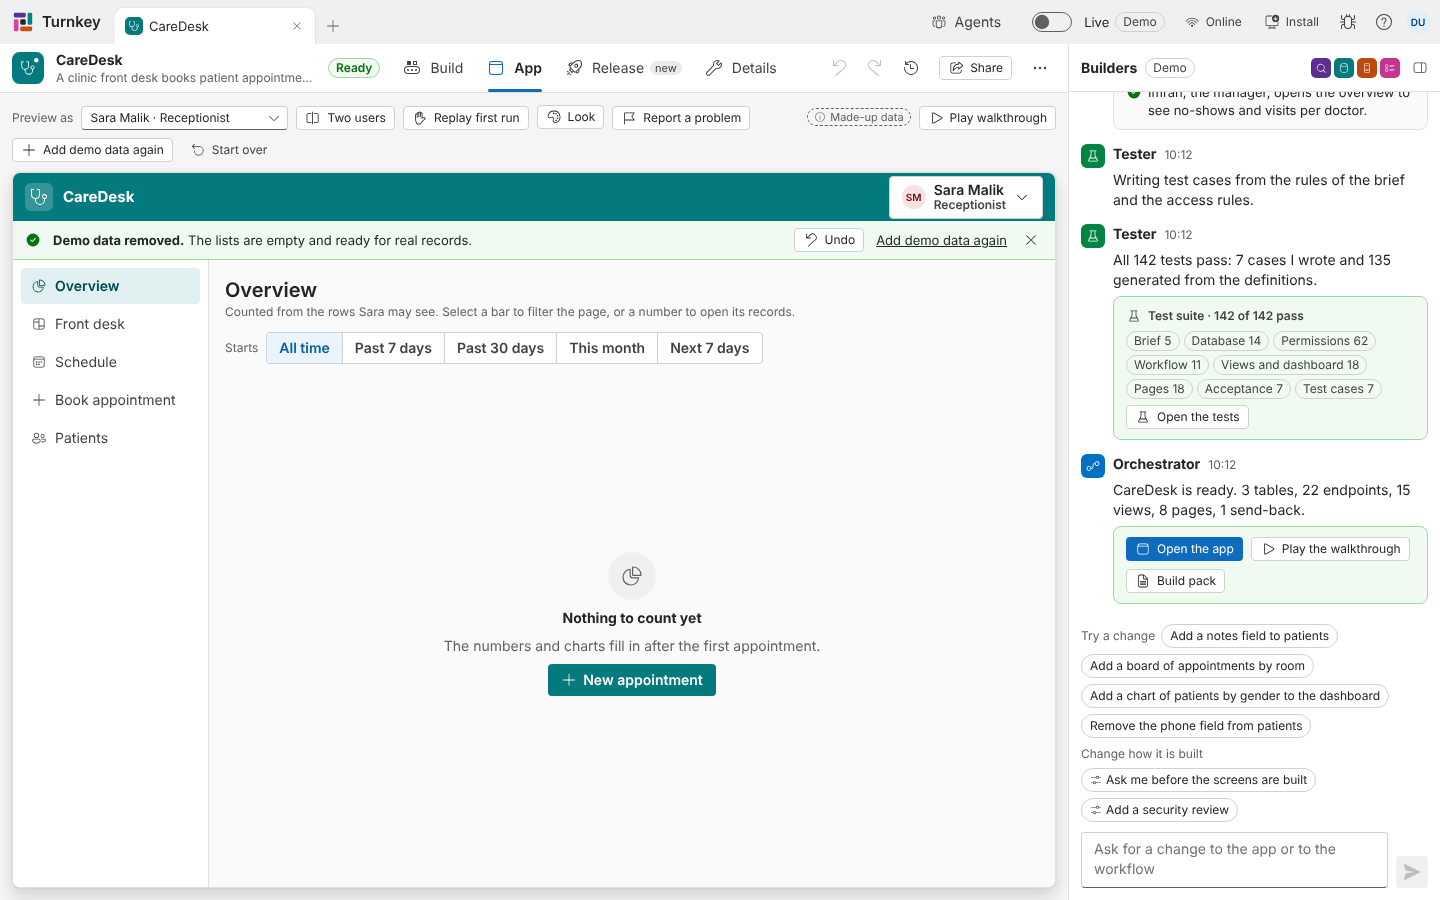 Turnkey
CareDesk
Agents
Live
Demo
Online
Install
DU
CareDesk
A clinic front desk books patient appointme...
Ready
Build
App
Release new
Details
Share
Preview as
Sara Malik · Receptionist
Two users
Replay first run
Look
Report a problem
Made-up data
Play walkthrough
Add demo data again
Start over
CareDesk
SM
Sara Malik
Receptionist
Demo data removed. The lists are empty and ready for real records.
Undo
Add demo data again
Overview
Front desk
Schedule
Book appointment
Patients
Overview
Counted from the rows Sara may see. Select a bar to filter the page, or a number to open its records.
Starts
All time
Past 7 days
Past 30 days
This month
Next 7 days
Nothing to count yet
The numbers and charts fill in after the first appointment.
New appointment
Builders
Demo
Imran, the manager, opens the overview to
see no-shows and visits per doctor.
Tester 10:12
Writing test cases from the rules of the brief
and the access rules.
Tester 10:12
All 142 tests pass: 7 cases I wrote and 135
generated from the definitions.
Test suite · 142 of 142 pass
Brief 5
Database 14
Permissions 62
Workflow 11
Views and dashboard 18
Pages 18
Acceptance 7
Test cases 7
Open the tests
Orchestrator 10:12
CareDesk is ready. 3 tables, 22 endpoints, 15
views, 8 pages, 1 send-back.
Open the app
Play the walkthrough
Build pack
Try a change
Add a notes field to patients
Add a board of appointments by room
Add a chart of patients by gender to the dashboard
Remove the phone field from patients
Change how it is built
Ask me before the screens are built
Add a security review
Ask for a change to the app or to the
workflow